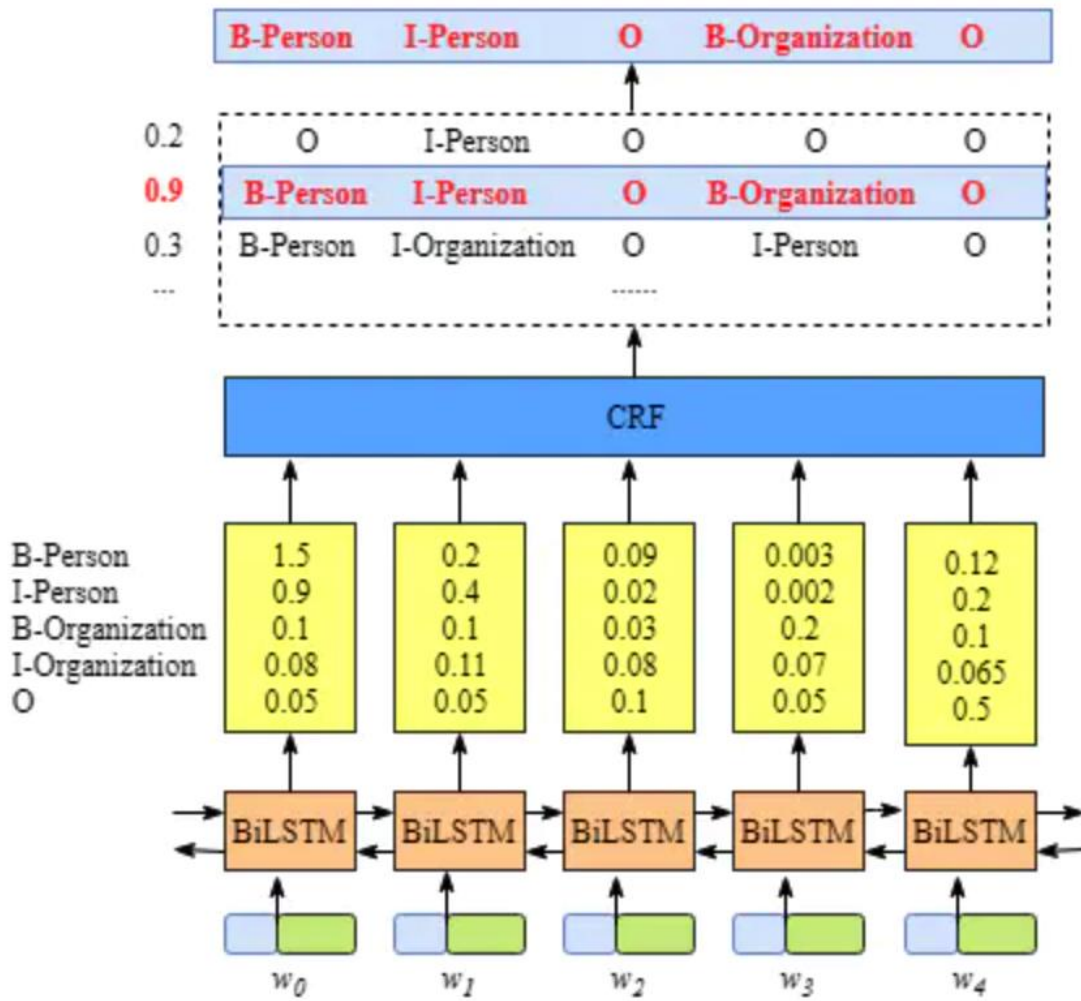 B-Person I-Person O B-Organization O
0.2 O I-Person O O O
0.9 B-Person I-Person O B-Organization O
0.3 B-Person I-Organization O I-Person O
... ......
CRF
B-Person 1.5 0.2 0.09 0.003 0.12
I-Person 0.9 0.4 0.02 0.002 0.2
B-Organization 0.1 0.1 0.03 0.2 0.1
I-Organization 0.08 0.11 0.08 0.07 0.065
O 0.05 0.05 0.1 0.05 0.5
BiLSTM BiLSTM BiLSTM BiLSTM BiLSTM
w0 w1 w2 w3 w4